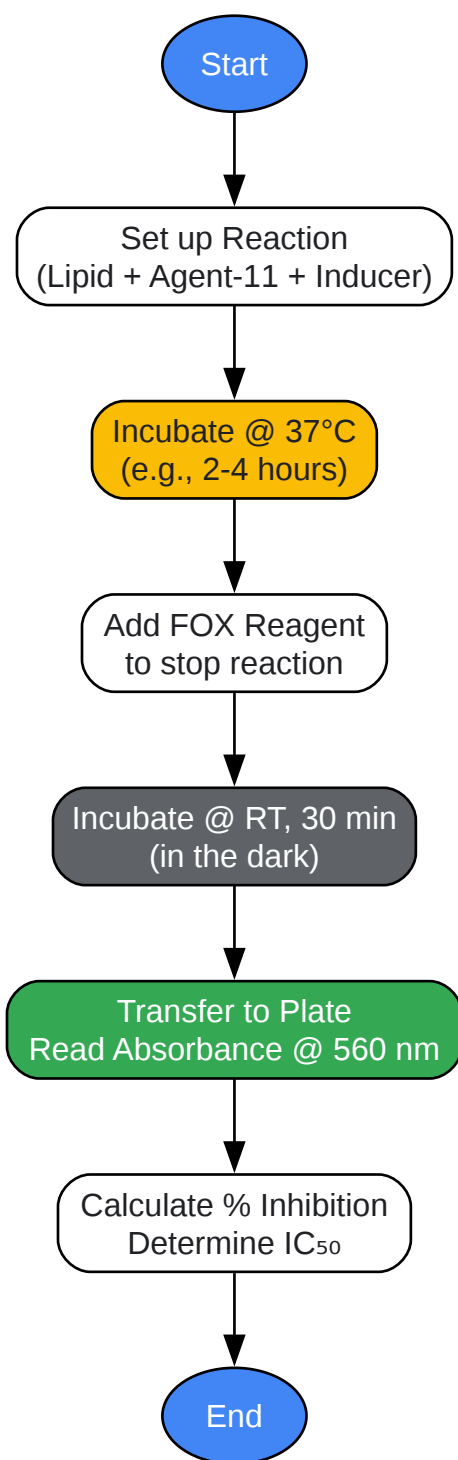 Start
Set up Reaction
(Lipid + Agent-11 + Inducer)
Incubate @ 37°C
(e.g., 2-4 hours)
Add FOX Reagent
to stop reaction
Incubate @ RT, 30 min
(in the dark)
Transfer to Plate
Read Absorbance @ 560 nm
Calculate % Inhibition
Determine IC₅₀
End